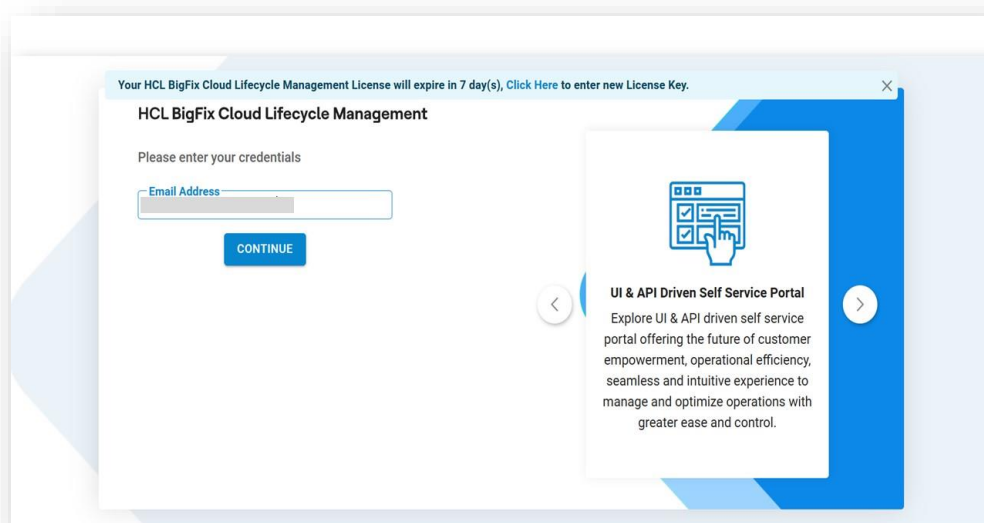 Your HCL BigFix Cloud Lifecycle Management License will expire in 7 day(s), Click Here to enter new License Key.
HCL BigFix Cloud Lifecycle Management
Please enter your credentials
Email Address
CONTINUE
UI & API Driven Self Service Portal
Explore UI & API driven self service
portal offering the future of customer
empowerment, operational efficiency,
seamless and intuitive experience to
manage and optimize operations with
greater ease and control.